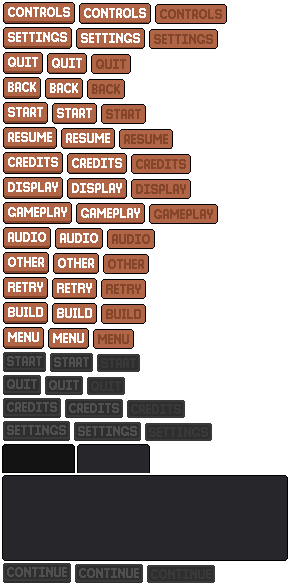 CONTROLS CONTROLS CONTROLS
SETTINGS SETTINGS SETTINGS
QUIT QUIT QUIT
BACK BACK BACK
START START START
RESUME RESUME RESUME
CREDITS CREDITS CREDITS
DISPLAY DISPLAY DISPLAY
GAMEPLAY GAMEPLAY GAMEPLAY
AUDIO AUDIO AUDIO
OTHER OTHER OTHER
RETRY RETRY RETRY
BUILD BUILD BUILD
MENU MENU MENU
START START START
QUIT QUIT QUIT
CREDITS CREDITS CREDITS
SETTINGS SETTINGS SETTINGS
CONTINUE CONTINUE CONTINUE